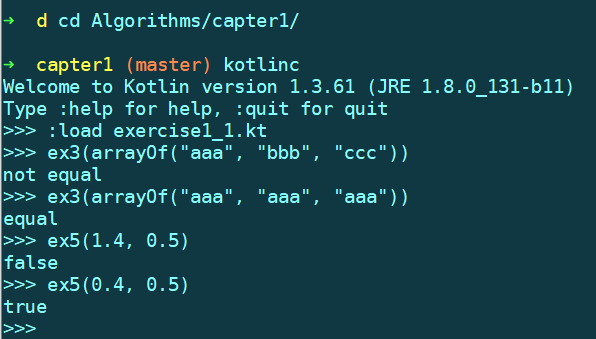 ➜ d cd Algorithms/capter1/
➜ capter1 (master) kotlinc
Welcome to Kotlin version 1.3.61 (JRE 1.8.0_131-b11)
Type :help for help, :quit for quit
>>> :load exercise1_1.kt
>>> ex3(arrayOf("aaa", "bbb", "ccc"))
not equal
>>> ex3(arrayOf("aaa", "aaa", "aaa"))
equal
>>> ex5(1.4, 0.5)
false
>>> ex5(0.4, 0.5)
true
>>>